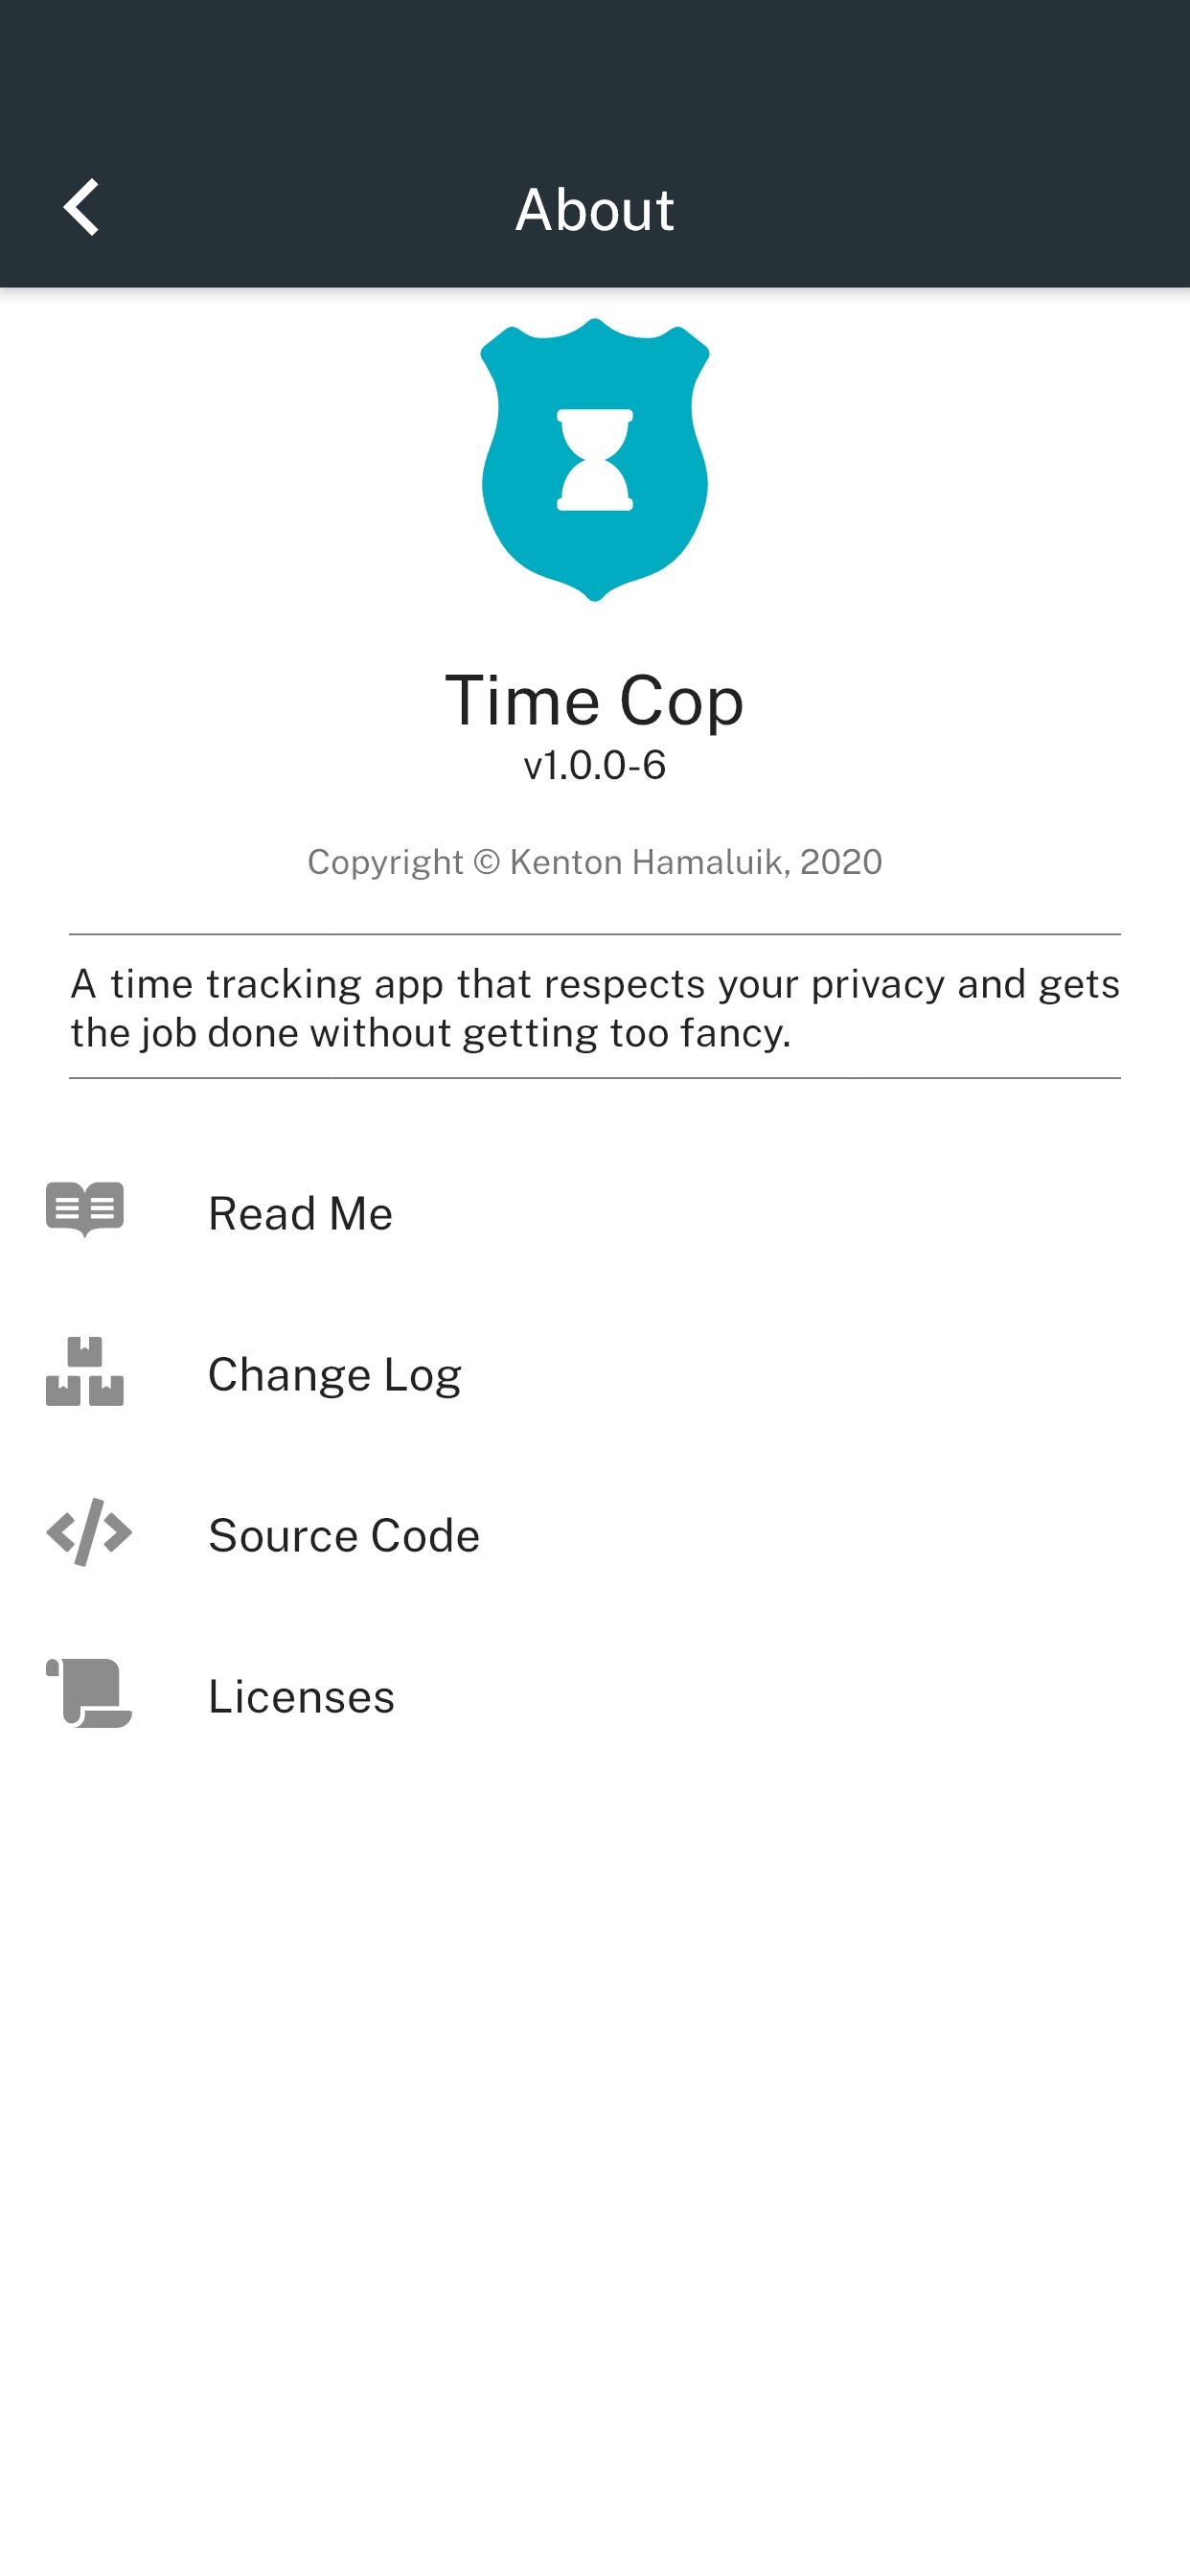 About
Time Cop
v1.0.0-6
Copyright © Kenton Hamaluik, 2020
A time tracking app that respects your privacy and gets
the job done without getting too fancy.
Read Me
Change Log
Source Code
Licenses